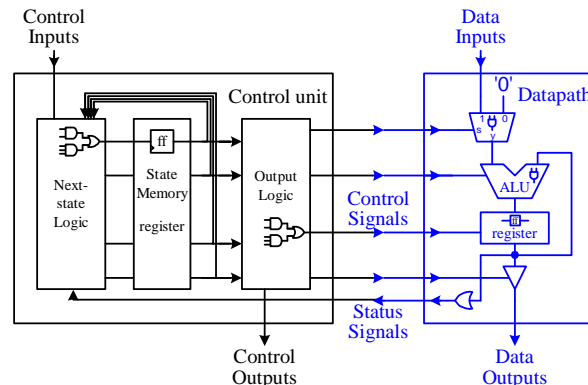 Control
Inputs
Data
Inputs
'0'
Control unit
Datapath
1 0
s
y
ff
Next-
state
Logic
State
Memory
register
Output
Logic
ALU
Control
Signals
ff
register
Status
Signals
Control
Outputs
Data
Outputs